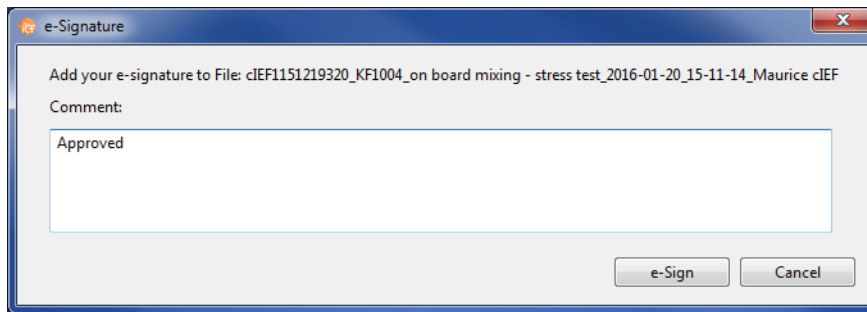 iCF
e-Signature
Add your e-signature to File: cIEF1151219320_KF1004_on board mixing - stress test_2016-01-20_15-11-14_Maurice cIEF
Comment:
Approved
e-Sign
Cancel